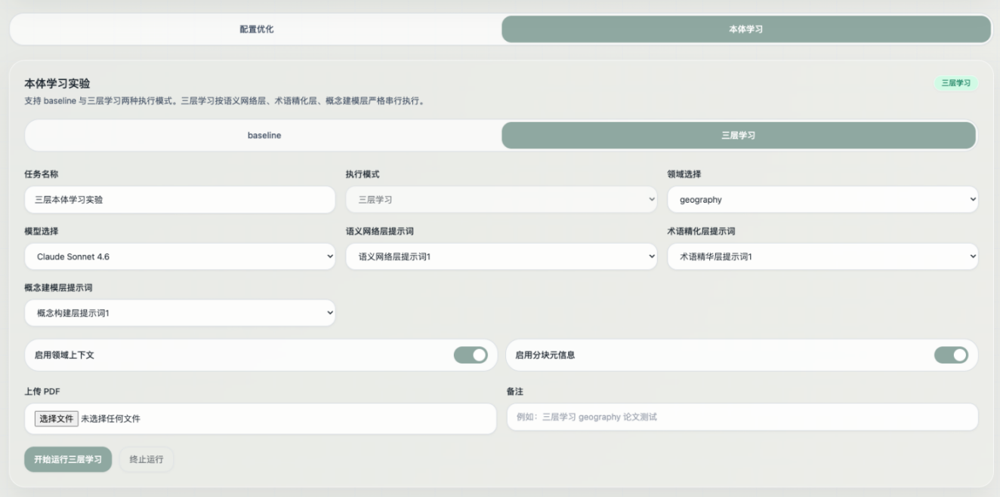 配置优化
本体学习
本体学习实验
三层学习
支持 baseline 与三层学习两种执行模式。三层学习按语义网络层、术语精化层、概念建模层严格串行执行。
baseline
三层学习
任务名称
执行模式
领域选择
三层本体学习实验
三层学习
geography
模型选择
语义网络层提示词
术语精化层提示词
Claude Sonnet 4.6
语义网络层提示词1
术语精华层提示词1
概念建模层提示词
概念构建层提示词1
启用领域上下文
启用分块元信息
上传 PDF
备注
选择文件 未选择任何文件
例如：三层学习 geography 论文测试
开始运行三层学习
终止运行